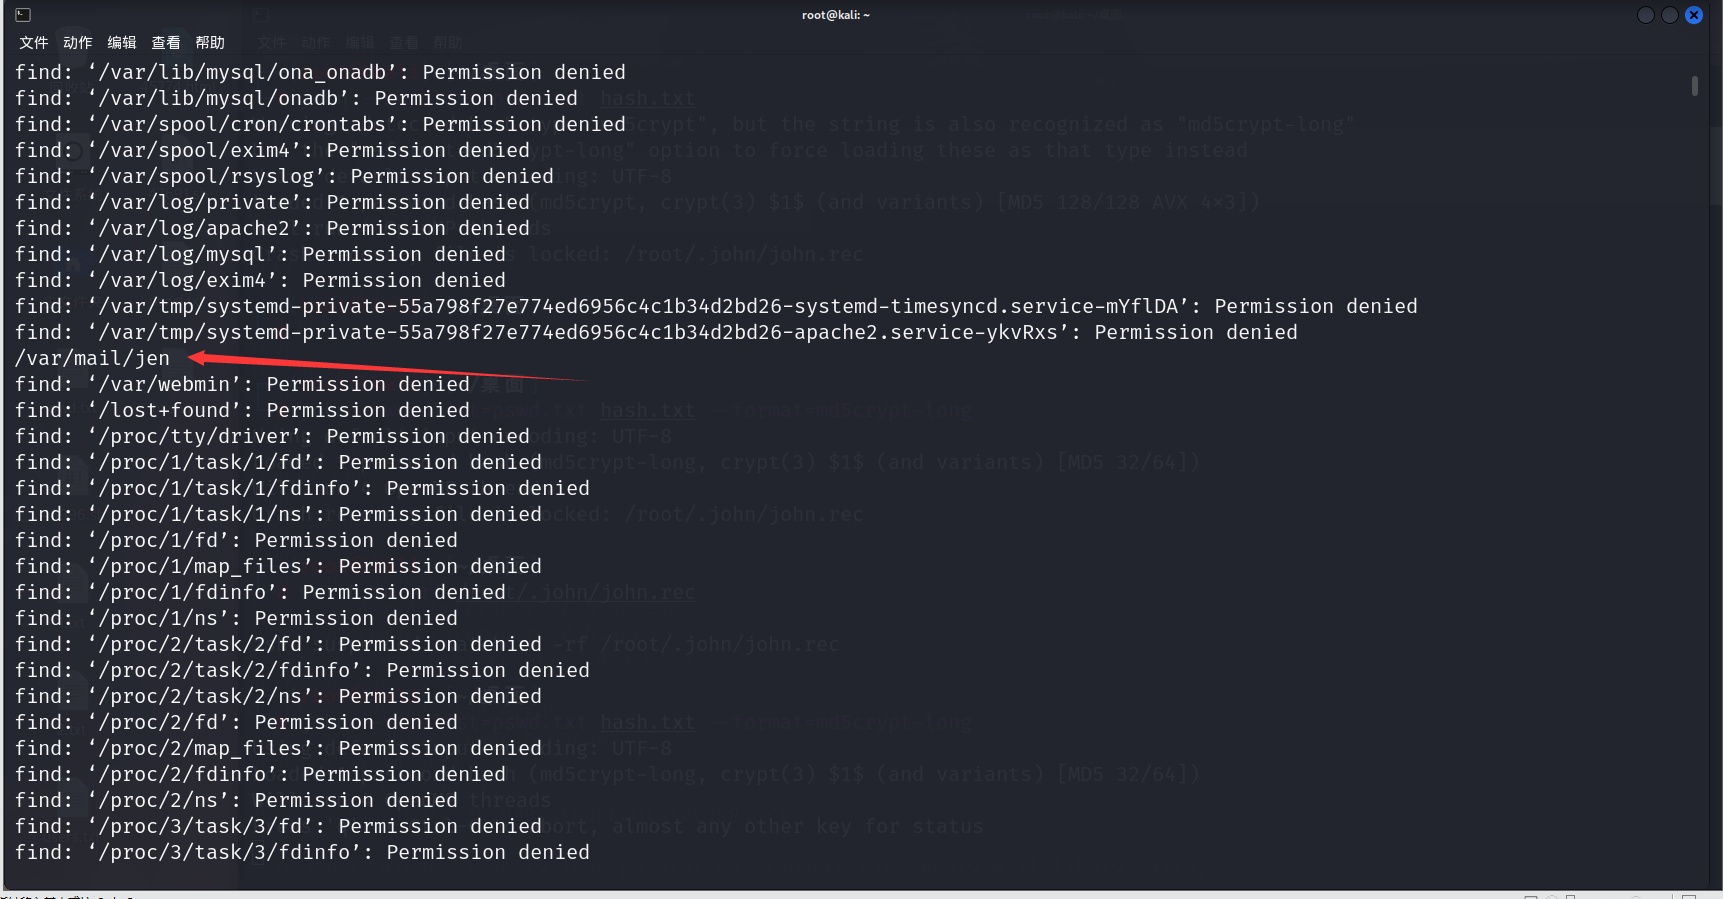 root@kali: ~
文件 动作 编辑 查看 帮助
find: ‘/var/lib/mysql/ona_onadb’: Permission denied
find: ‘/var/lib/mysql/onadb’: Permission denied
find: ‘/var/spool/cron/crontabs’: Permission denied
find: ‘/var/spool/exim4’: Permission denied
find: ‘/var/spool/rsyslog’: Permission denied
find: ‘/var/log/private’: Permission denied
find: ‘/var/log/apache2’: Permission denied
find: ‘/var/log/mysql’: Permission denied
find: ‘/var/log/exim4’: Permission denied
find: ‘/var/tmp/systemd-private-55a798f27e774ed6956c4c1b34d2bd26-systemd-timesyncd.service-mYflDA’: Permission denied
find: ‘/var/tmp/systemd-private-55a798f27e774ed6956c4c1b34d2bd26-apache2.service-ykvRxs’: Permission denied
/var/mail/jen
find: ‘/var/webmin’: Permission denied
find: ‘/lost+found’: Permission denied
find: ‘/proc/tty/driver’: Permission denied
find: ‘/proc/1/task/1/fd’: Permission denied
find: ‘/proc/1/task/1/fdinfo’: Permission denied
find: ‘/proc/1/task/1/ns’: Permission denied
find: ‘/proc/1/fd’: Permission denied
find: ‘/proc/1/map_files’: Permission denied
find: ‘/proc/1/fdinfo’: Permission denied
find: ‘/proc/1/ns’: Permission denied
find: ‘/proc/2/task/2/fd’: Permission denied
find: ‘/proc/2/task/2/fdinfo’: Permission denied
find: ‘/proc/2/task/2/ns’: Permission denied
find: ‘/proc/2/fd’: Permission denied
find: ‘/proc/2/map_files’: Permission denied
find: ‘/proc/2/fdinfo’: Permission denied
find: ‘/proc/2/ns’: Permission denied
find: ‘/proc/3/task/3/fd’: Permission denied
find: ‘/proc/3/task/3/fdinfo’: Permission denied